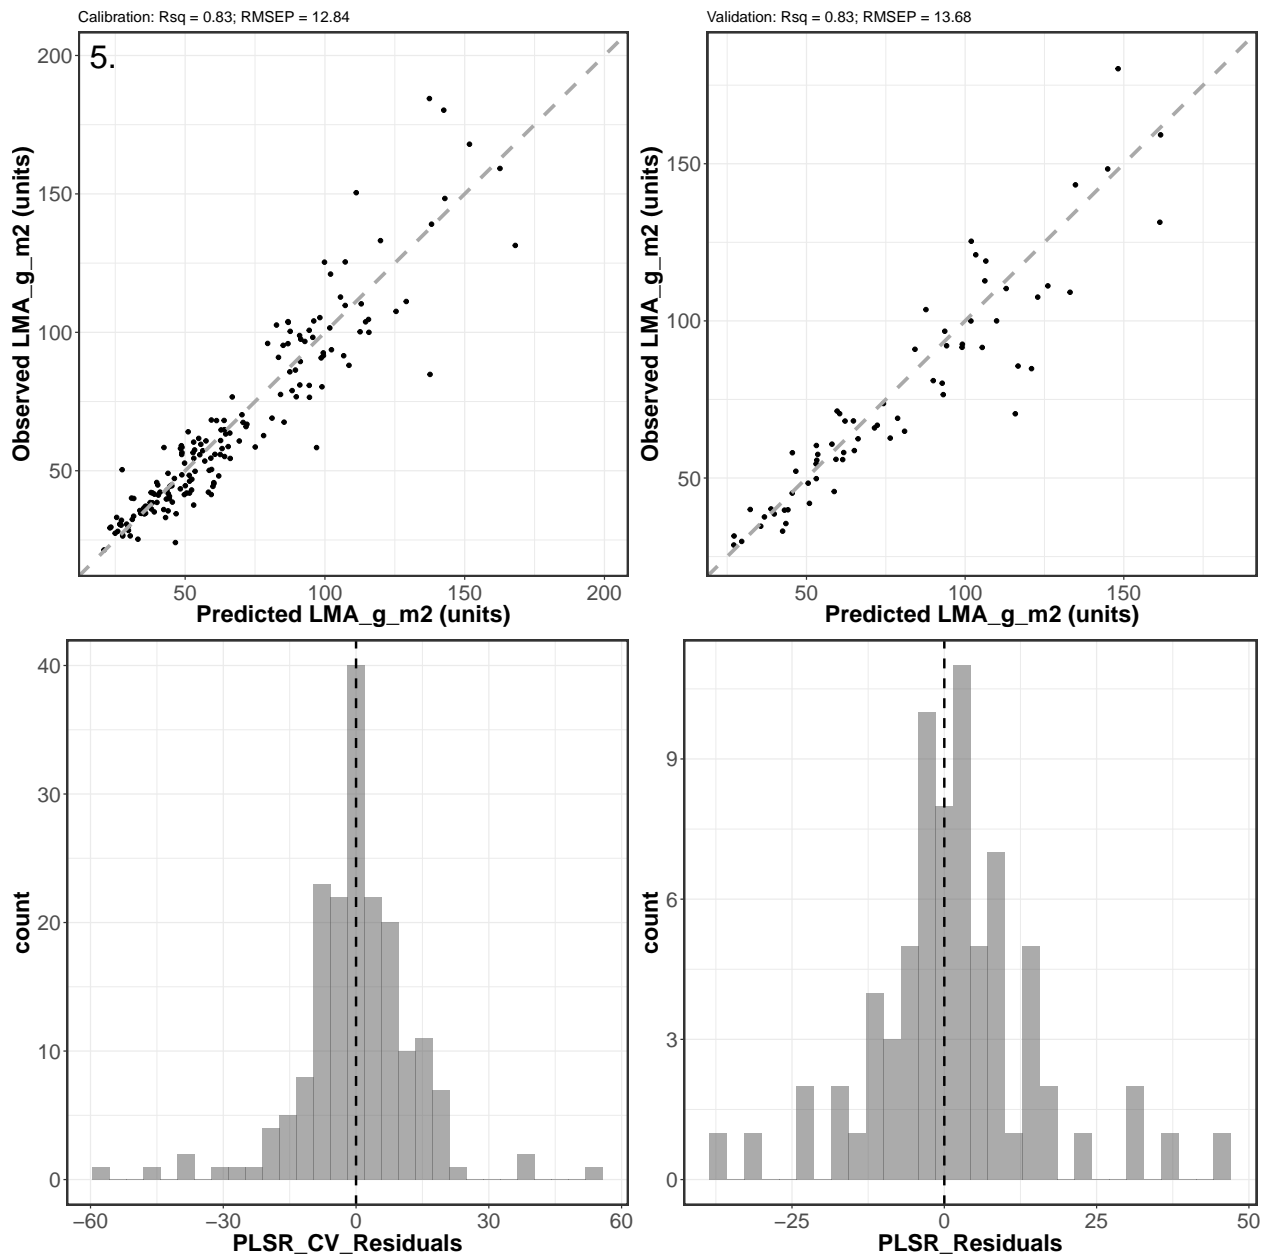 Calibration: Rsq = 0.83; RMSEP = 12.84
5.
200
150
100
50
Observed LMA_g_m2 (units)
50 100 150 200
Predicted LMA_g_m2 (units)
Validation: Rsq = 0.83; RMSEP = 13.68
150
100
50
Observed LMA_g_m2 (units)
50 100 150
Predicted LMA_g_m2 (units)
40
30
20
10
0
count
−60 −30 0 30 60
PLSR_CV_Residuals
9
6
3
0
count
−25 0 25 50
PLSR_Residuals